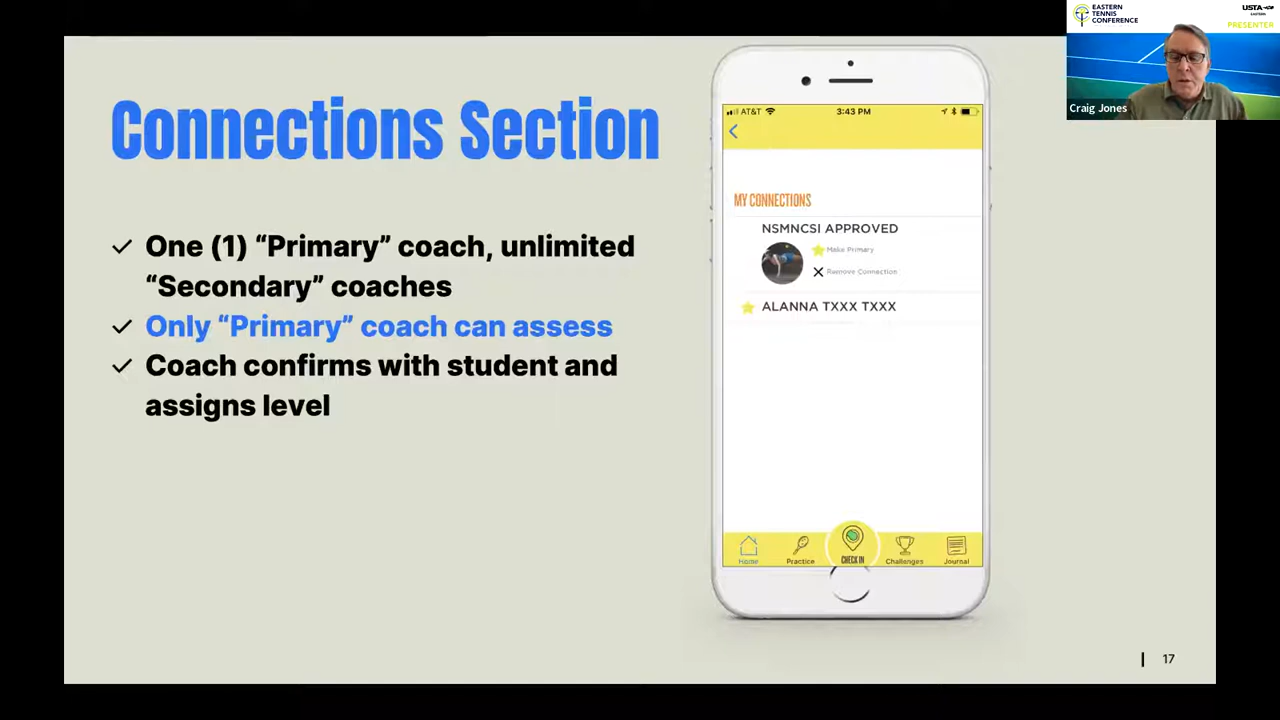 EASTERN
TENNIS
CONFERENCE
USTA
EASTERN
PRESENTER
Craig Jones
Connections Section
✓ One (1) “Primary” coach, unlimited
“Secondary” coaches
✓ Only “Primary” coach can assess
✓ Coach confirms with student and
assigns level
AT&T 3:43 PM
MY CONNECTIONS
NSMNCSI APPROVED
Make Primary
Remove Connection
ALANNA TXXX TXXX
Home Practice CHECK IN Challenges Journal
17